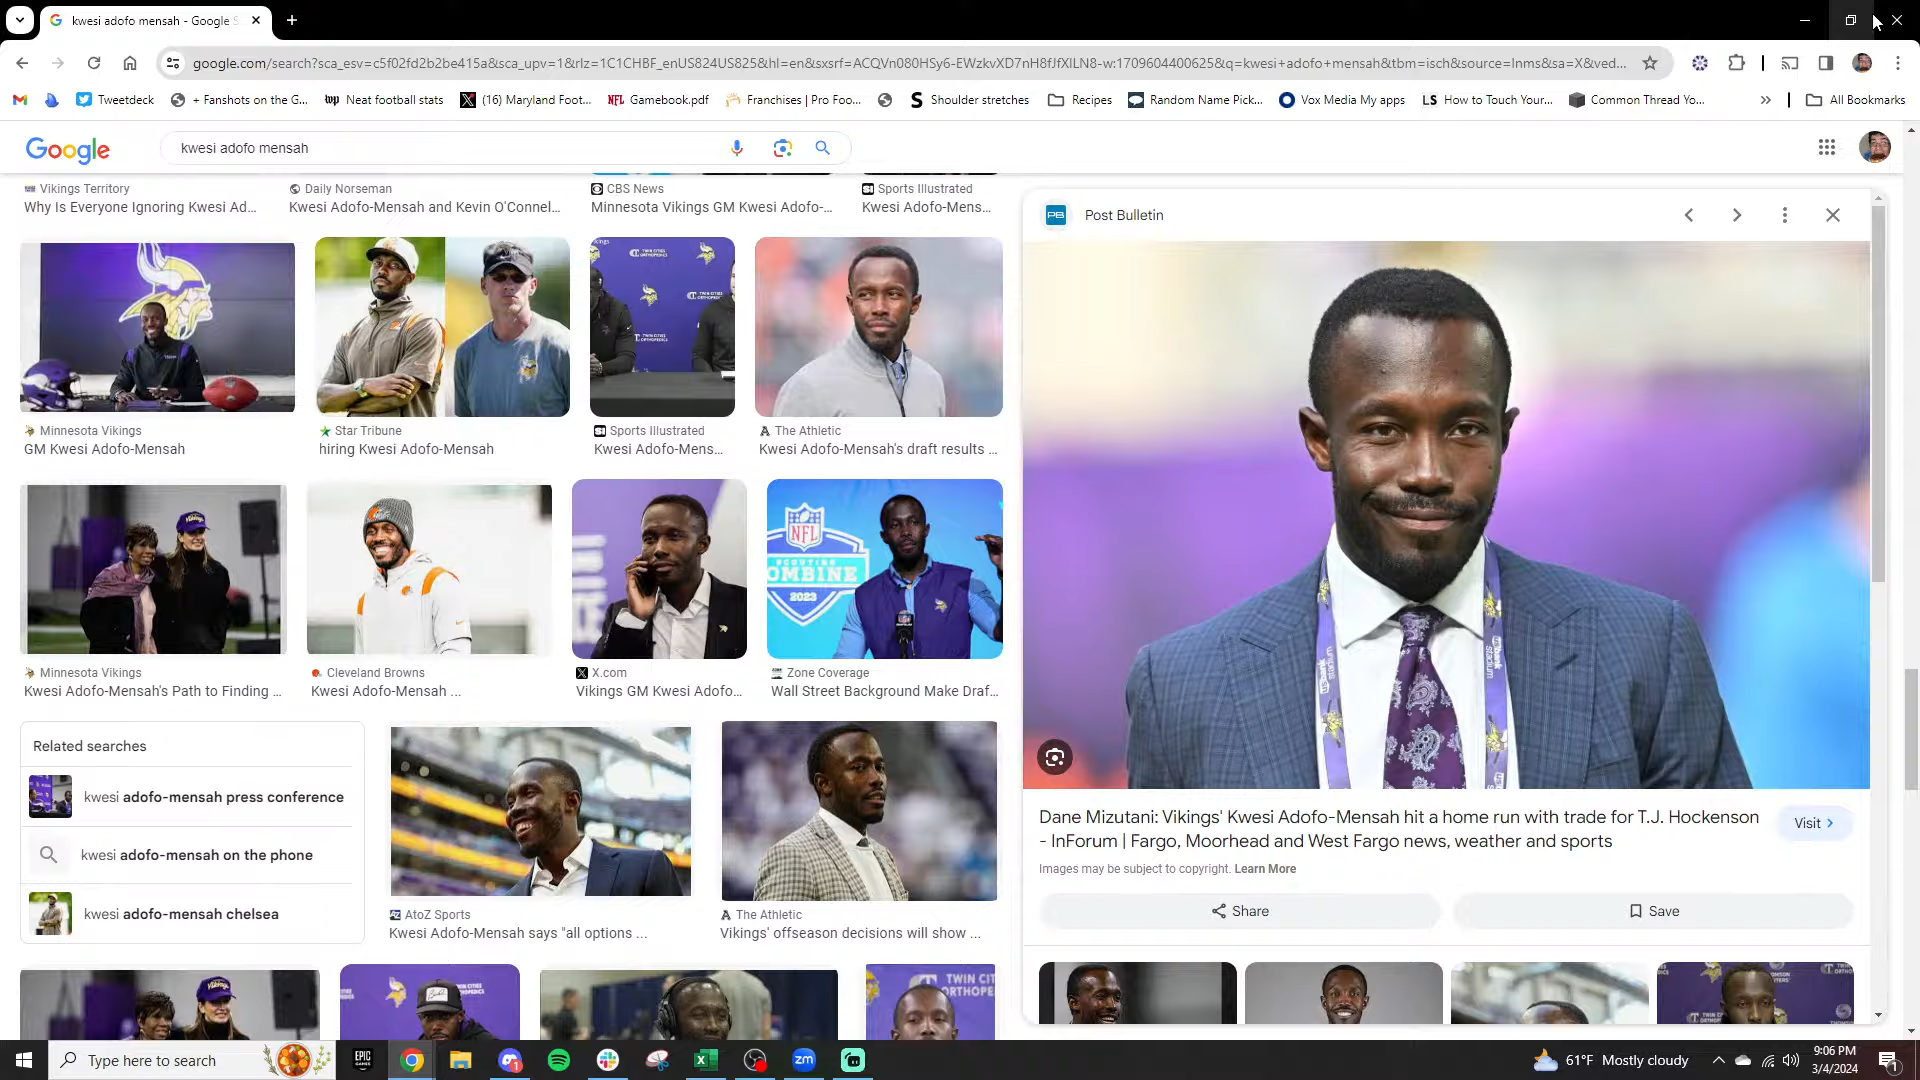 kwesi adofo mensah - Google S
google.com/search?sca_esv=c5f02fd2b2be415a&sca_upv=1&rlz=1C1CHBF_enUS824US825&hl=en&sxsrf=ACQVn080HSy6-EWzkvXD7nH8fJfXILN8-w:1709604400625&q=kwesi+adofo+mensah&tbm=isch&source=lnms&sa=X&ved...
Tweetdeck
+ Fanshots on the G...
Neat football stats
(16) Maryland Foot...
Gamebook.pdf
Franchises | Pro Foo...
Shoulder stretches
Recipes
Random Name Pick...
Vox Media My apps
How to Touch Your...
Common Thread Yo...
All Bookmarks
Google
kwesi adofo mensah
Vikings Territory
Why Is Everyone Ignoring Kwesi Ad...
Daily Norseman
Kwesi Adofo-Mensah and Kevin O'Connel...
CBS News
Minnesota Vikings GM Kwesi Adofo-...
Sports Illustrated
Kwesi Adofo-Mens...
Minnesota Vikings
GM Kwesi Adofo-Mensah
Star Tribune
hiring Kwesi Adofo-Mensah
Sports Illustrated
Kwesi Adofo-Mens...
The Athletic
Kwesi Adofo-Mensah's draft results ...
NFL
COMBINE
2023
Minnesota Vikings
Kwesi Adofo-Mensah's Path to Finding ...
Cleveland Browns
Kwesi Adofo-Mensah ...
X.com
Vikings GM Kwesi Adofo...
Zone Coverage
Wall Street Background Make Draf...
Related searches
kwesi adofo-mensah press conference
kwesi adofo-mensah on the phone
kwesi adofo-mensah chelsea
AtoZ Sports
Kwesi Adofo-Mensah says "all options ...
The Athletic
Vikings' offseason decisions will show ...
PB
Post Bulletin
Dane Mizutani: Vikings' Kwesi Adofo-Mensah hit a home run with trade for T.J. Hockenson
- InForum | Fargo, Moorhead and West Fargo news, weather and sports
Visit
Images may be subject to copyright. Learn More
Share
Save
Type here to search
61°F Mostly cloudy
9:06 PM
3/4/2024